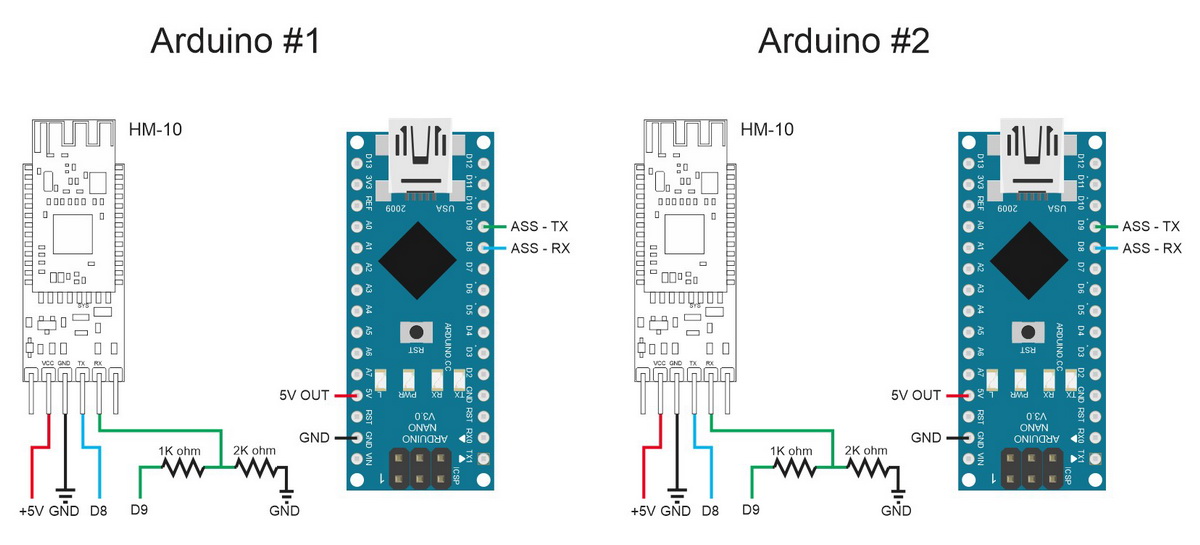 Arduino #1
HM-10
SYS
VCC GND TX RX
+5V GND D8
D9
1K ohm
2K ohm
GND
D13
3V3
REF
A0
A1
A2
A3
A4
A5
A6
A7
5V
RST
GND
VIN
D12
D11
D10
D9
D8
D7
D6
D5
D4
D3
D2
GND
RST
RX0
TX1
2009
USA
RST
ARDUINO.CC
L
PWR
RX
TX
ARDUINO
NANO
V3.0
1
ICSP
ASS - TX
ASS - RX
5V OUT
GND
Arduino #2
HM-10
SYS
VCC GND TX RX
+5V GND D8
D9
1K ohm
2K ohm
GND
D13
3V3
REF
A0
A1
A2
A3
A4
A5
A6
A7
5V
RST
GND
VIN
D12
D11
D10
D9
D8
D7
D6
D5
D4
D3
D2
GND
RST
RX0
TX1
2009
USA
RST
ARDUINO.CC
L
PWR
RX
TX
ARDUINO
NANO
V3.0
1
ICSP
ASS - TX
ASS - RX
5V OUT
GND